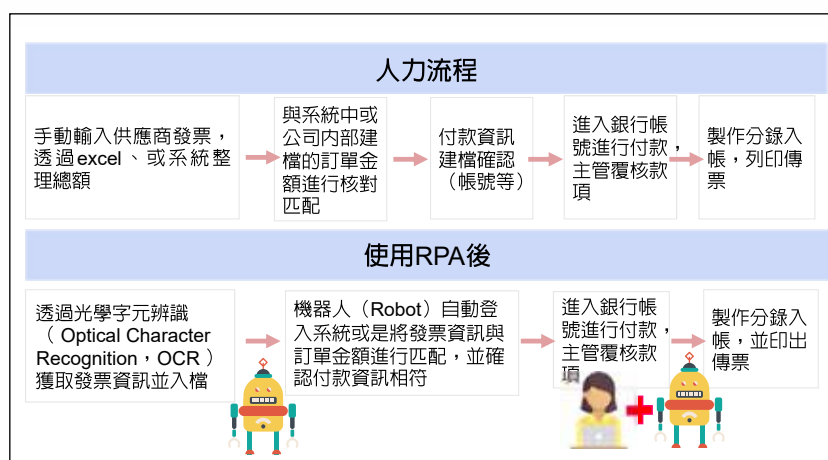 人力流程
手動輸入供應商發票，
透過excel、或系統整
理總額
與系統中或
公司內部建
檔的訂單金
額進行核對
匹配
付款資訊
建檔確認
（帳號等）
進入銀行帳
號進行付款，
主管覆核款
項
製作分錄入
帳，列印傳
票
使用RPA後
透過光學字元辨識
（ Optical Character
Recognition，OCR ）
獲取發票資訊並入檔
機器人（Robot）自動登
入系統或是將發票資訊與
訂單金額進行匹配，並確
認付款資訊相符
進入銀行帳
號進行付款，
主管覆核款
項
製作分錄入
帳，並印出
傳票